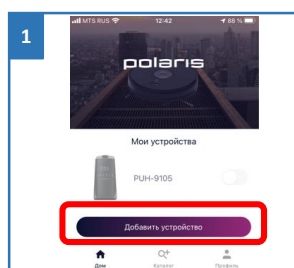 1
MTS RUS 12:42 88 %
polaris
Мои устройства
PUH-9105
Добавить устройство
Дом Каталог Профиль